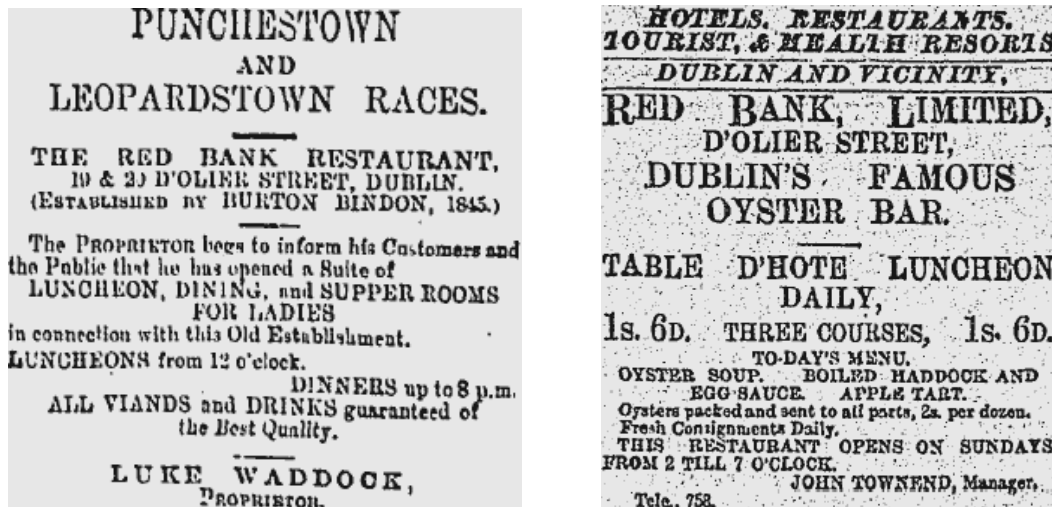 PUNCHESTOWN
AND
LEOPARDSTOWN RACES.
THE RED BANK RESTAURANT,
19 & 20 D'OLIER STREET, DUBLIN.
(ESTABLISHED BY BURTON BINDON, 1845.)
The PROPRIETOR begs to inform his Customers and
the Public that he has opened a Suite of
LUNCHEON, DINING, and SUPPER ROOMS
FOR LADIES
in connection with this Old Establishment.
LUNCHEONS from 12 o'clock.
DINNERS up to 8 p.m.
ALL VIANDS and DRINKS guaranteed of
the Best Quality.
LUKE WADDOCK,
PROPRIETOR.
HOTELS. RESTAURANTS.
TOURIST, & HEALTH RESORTS
DUBLIN AND VICINITY.
RED BANK, LIMITED,
D'OLIER STREET,
DUBLIN'S FAMOUS
OYSTER BAR.
TABLE D'HOTE LUNCHEON
DAILY,
1S. 6D. THREE COURSES, 1S. 6D.
TO-DAY'S MENU.
OYSTER SOUP. BOILED HADDOCK AND
EGG SAUCE. APPLE TART.
Oysters packed and sent to all parts, 2s. per dozen.
Fresh Consignments Daily.
THIS RESTAURANT OPENS ON SUNDAYS
FROM 2 TILL 7 O'CLOCK.
JOHN TOWNEND, Manager.
Tele., 758.